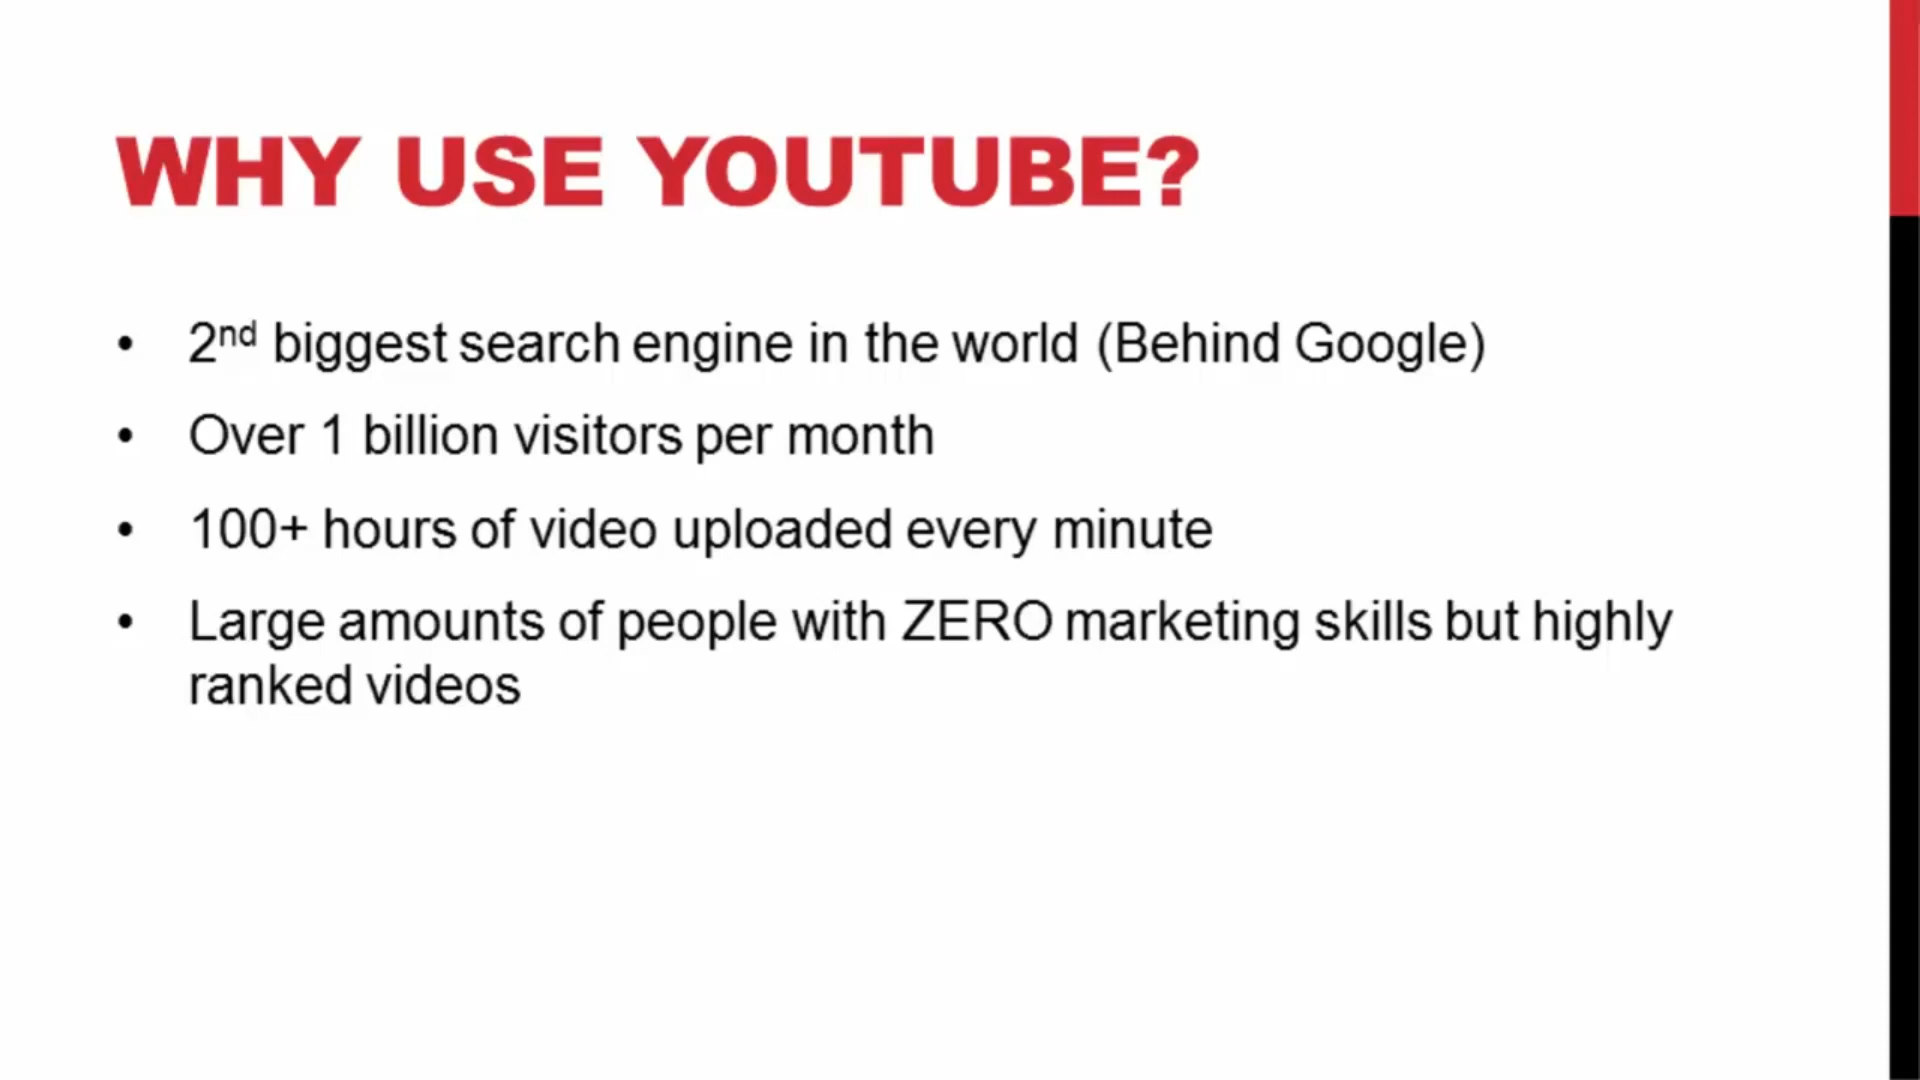 WHY USE YOUTUBE?
• 2nd biggest search engine in the world (Behind Google)
• Over 1 billion visitors per month
• 100+ hours of video uploaded every minute
• Large amounts of people with ZERO marketing skills but highly
ranked videos